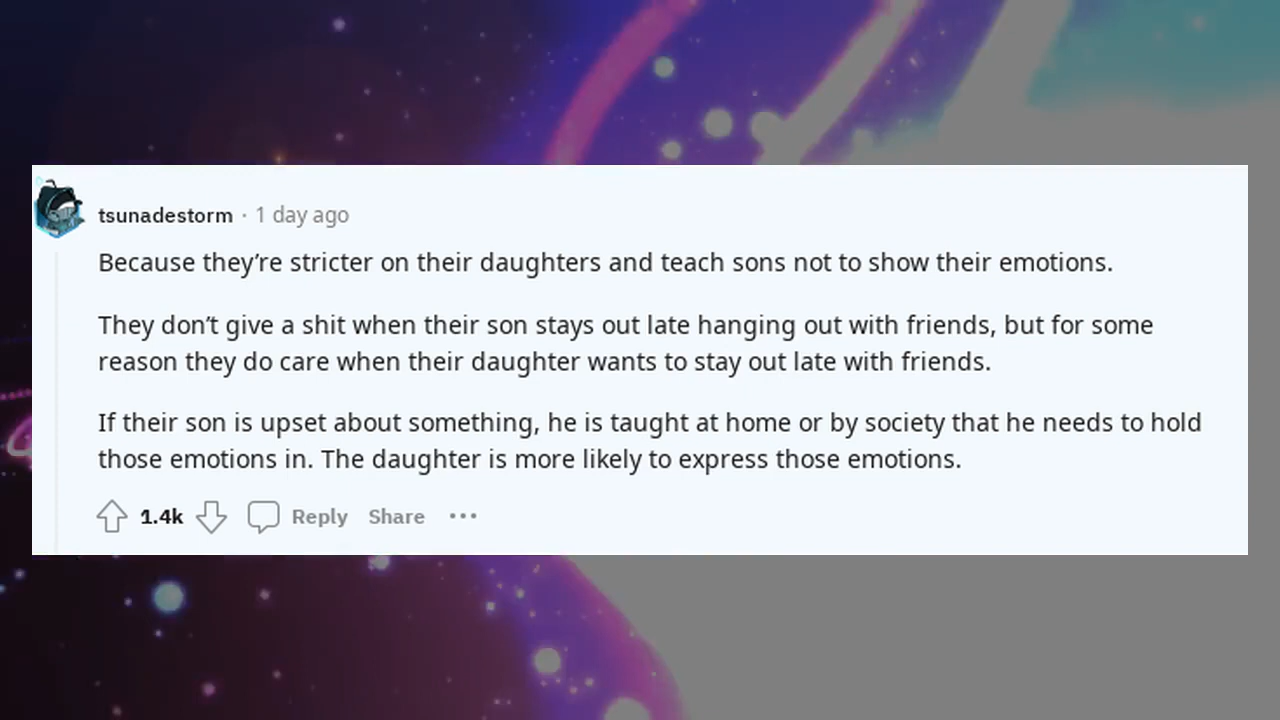 tsunadestorm · 1 day ago
Because they’re stricter on their daughters and teach sons not to show their emotions.
They don’t give a shit when their son stays out late hanging out with friends, but for some
reason they do care when their daughter wants to stay out late with friends.
If their son is upset about something, he is taught at home or by society that he needs to hold
those emotions in. The daughter is more likely to express those emotions.
1.4k Reply Share ···